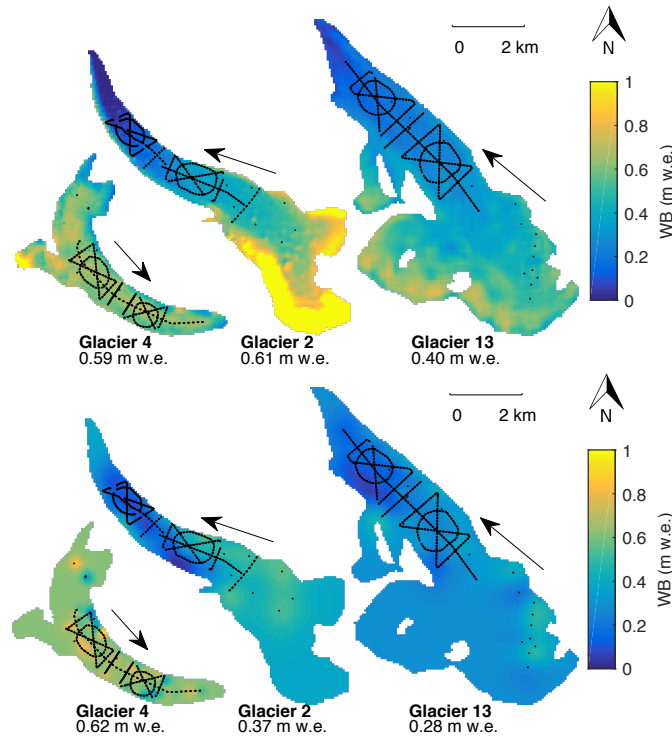 0 2 km
N
1
0.8
0.6
0.4
0.2
0
WB (m w.e.)
Glacier 4 Glacier 2 Glacier 13
0.59 m w.e. 0.61 m w.e. 0.40 m w.e.
0 2 km
N
1
0.8
0.6
0.4
0.2
0
WB (m w.e.)
Glacier 4 Glacier 2 Glacier 13
0.62 m w.e. 0.37 m w.e. 0.28 m w.e.